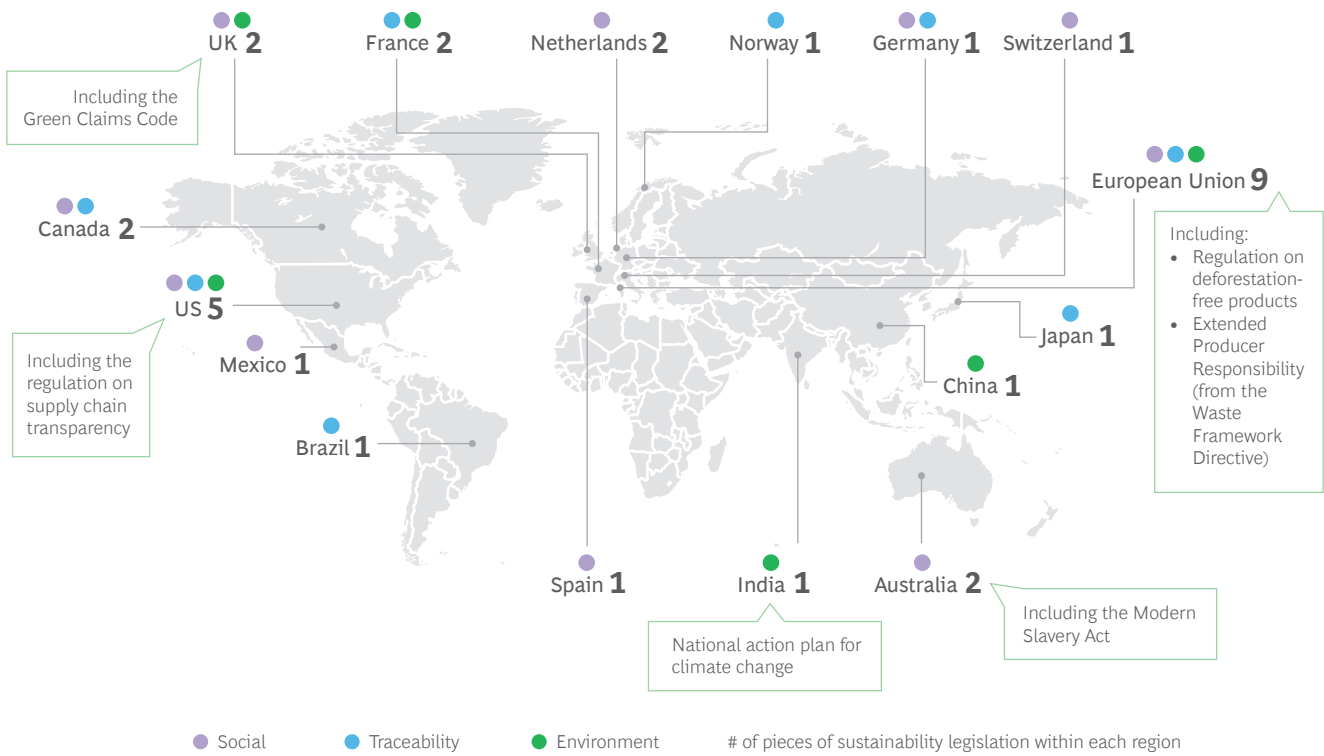 UK 2
France 2
Netherlands 2
Norway 1
Germany 1
Switzerland 1
Including the
Green Claims Code
European Union 9
Including:
• Regulation on
deforestation-
free products
• Extended
Producer
Responsibility
(from the
Waste
Framework
Directive)
Canada 2
US 5
Including the
regulation on
supply chain
transparency
Mexico 1
Japan 1
China 1
Brazil 1
Spain 1
India 1
Australia 2
National action plan for
climate change
Including the Modern
Slavery Act
Social
Traceability
Environment
# of pieces of sustainability legislation within each region